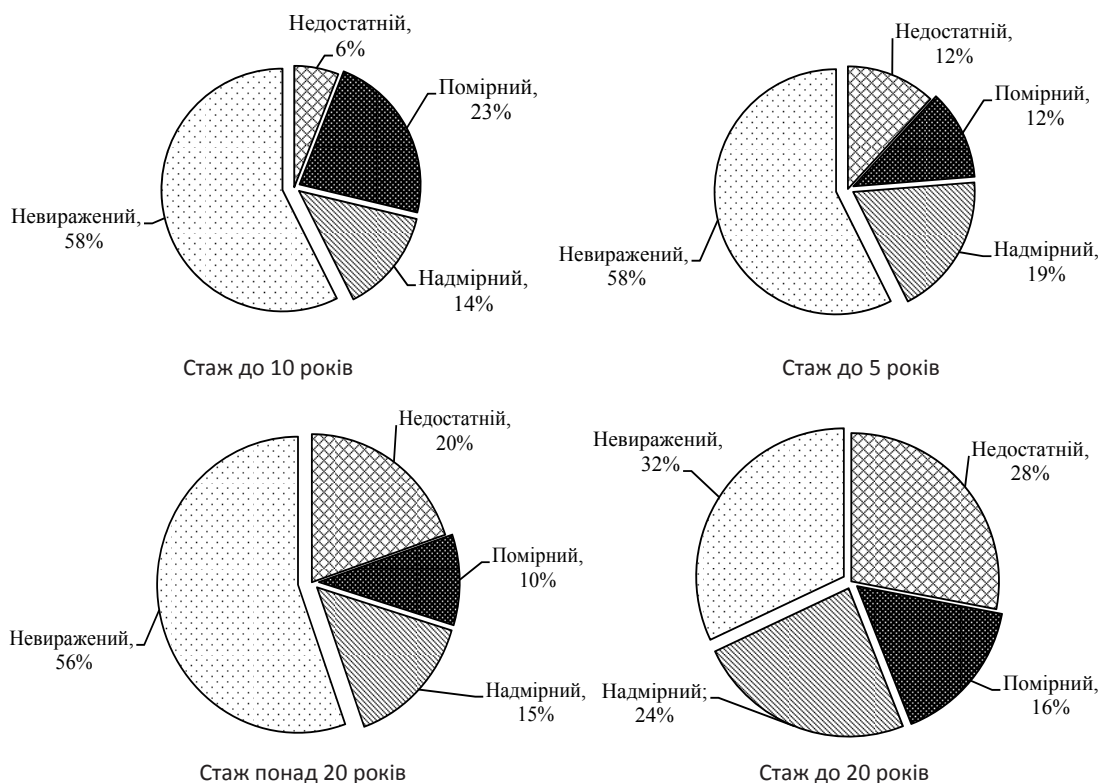 Недостатній,
6%
Помірний,
23%
Невиражений,
58%
Надмірний,
14%
Стаж до 10 років
Недостатній,
12%
Помірний,
12%
Невиражений,
58%
Надмірний,
19%
Стаж до 5 років
Недостатній,
20%
Помірний,
10%
Невиражений,
56%
Надмірний,
15%
Стаж понад 20 років
Невиражений,
32%
Недостатній,
28%
Надмірний;
24%
Помірний,
16%
Стаж до 20 років